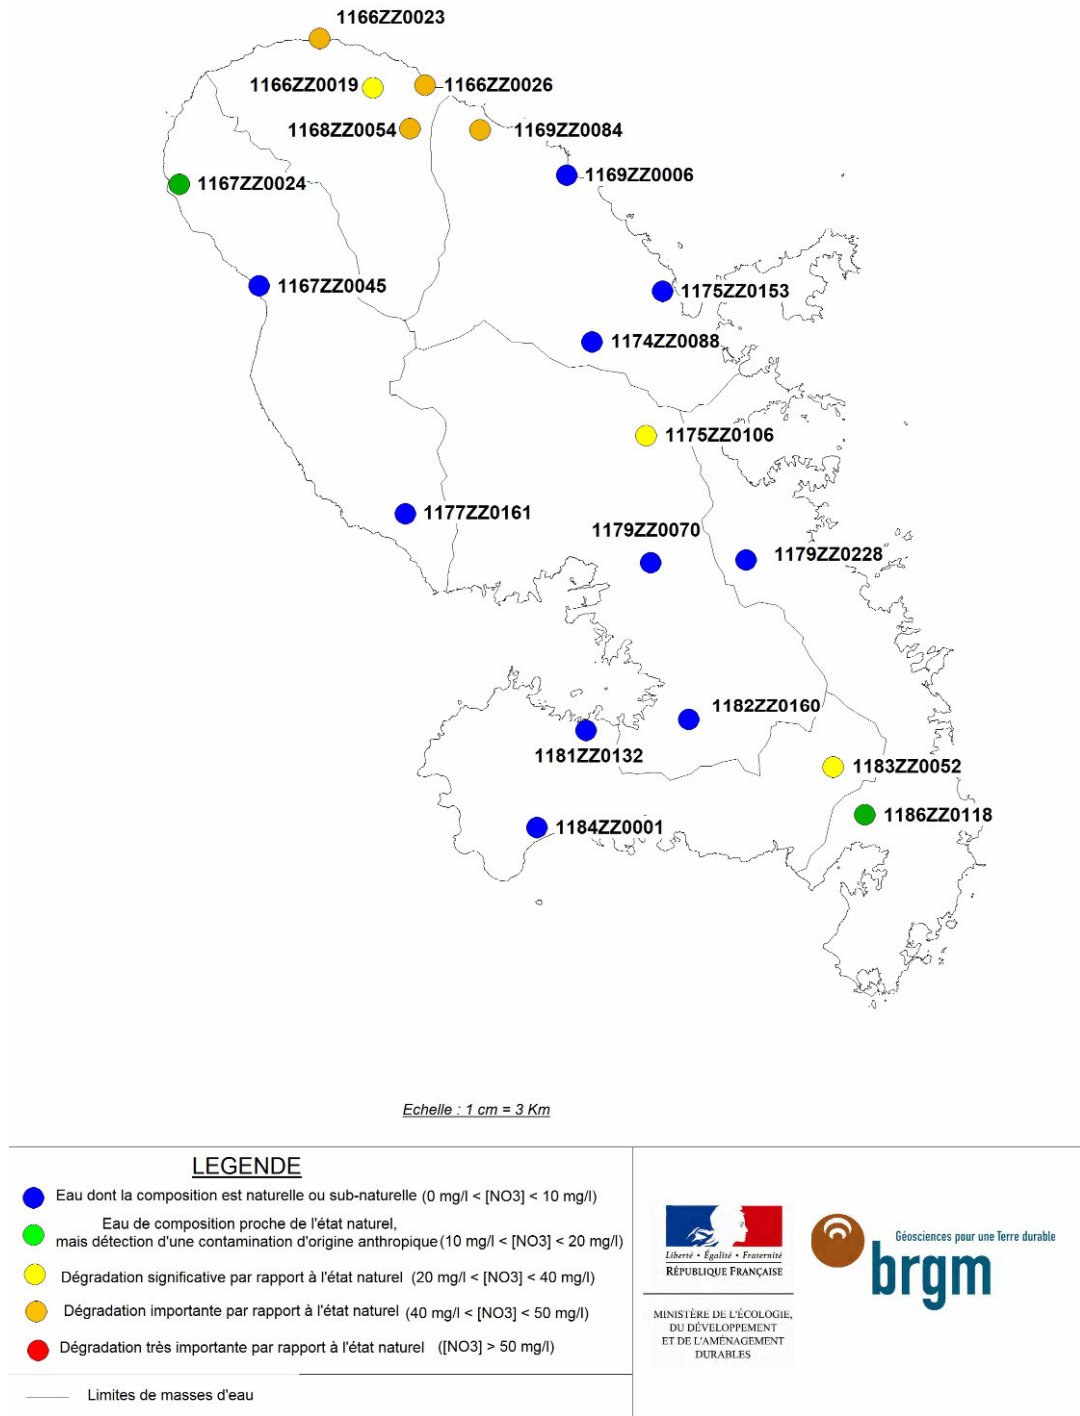 1166ZZ0023
1166ZZ0019
1166ZZ0026
1168ZZ0054
1169ZZ0084
1169ZZ0006
1167ZZ0024
1167ZZ0045
1175ZZ0153
1174ZZ0088
1175ZZ0106
1177ZZ0161
1179ZZ0070
1179ZZ0228
1182ZZ0160
1181ZZ0132
1183ZZ0052
1186ZZ0118
1184ZZ0001
Echelle : 1 cm = 3 Km
LEGENDE
Eau dont la composition est naturelle ou sub-naturelle (0 mg/l < [NO3] < 10 mg/l)
Eau de composition proche de l'état naturel,
mais détection d'une contamination d'origine anthropique (10 mg/l < [NO3] < 20 mg/l)
Dégradation significative par rapport à l'état naturel (20 mg/l < [NO3] < 40 mg/l)
Dégradation importante par rapport à l'état naturel (40 mg/l < [NO3] < 50 mg/l)
Dégradation très importante par rapport à l'état naturel ([NO3] > 50 mg/l)
Limites de masses d'eau
Liberté • Égalité • Fraternité
RÉPUBLIQUE FRANÇAISE
MINISTÈRE DE L'ÉCOLOGIE,
DU DÉVELOPPEMENT
ET DE L'AMÉNAGEMENT
DURABLES
Géosciences pour une Terre durable
brgm